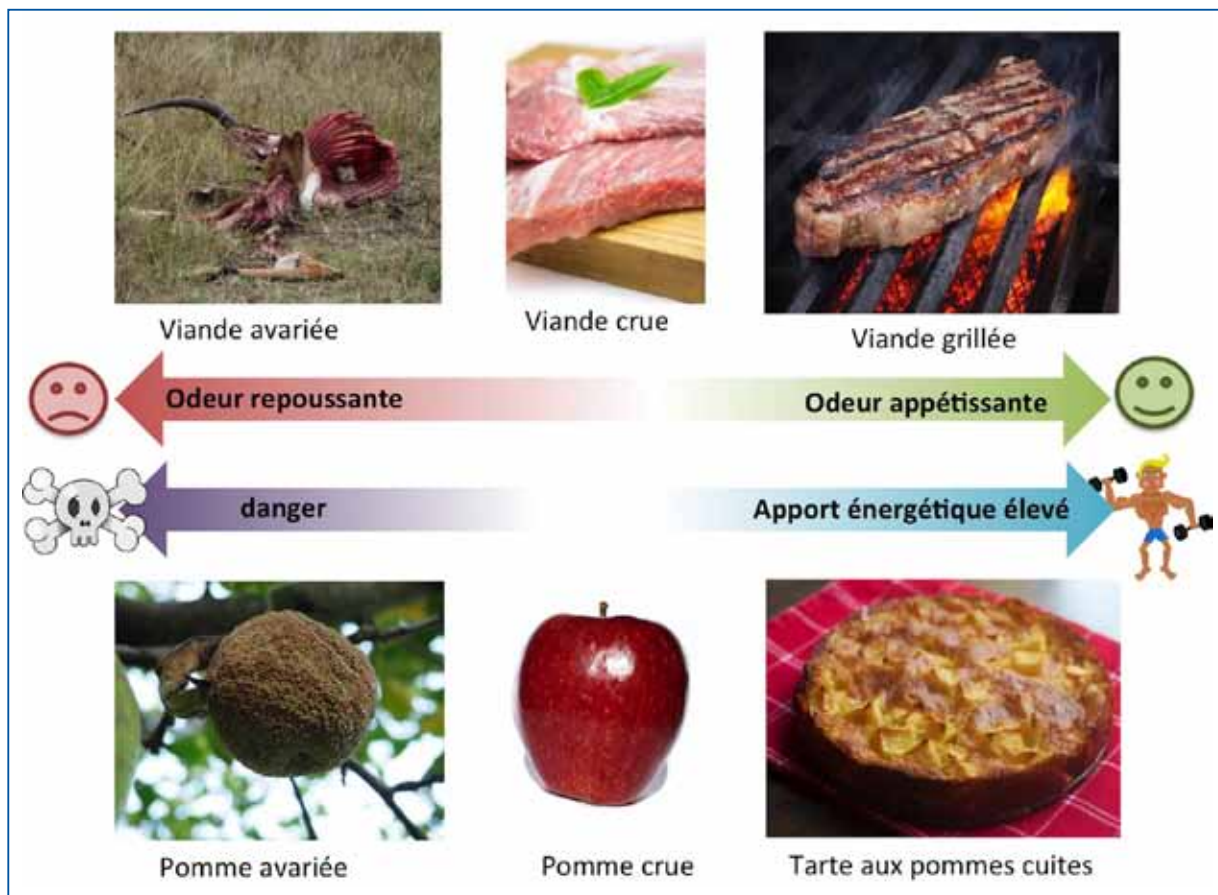 Viande avariée
Viande crue
Viande grillée
Odeur repoussante
Odeur appétissante
danger
Apport énergétique élevé
Pomme avariée
Pomme crue
Tarte aux pommes cuites